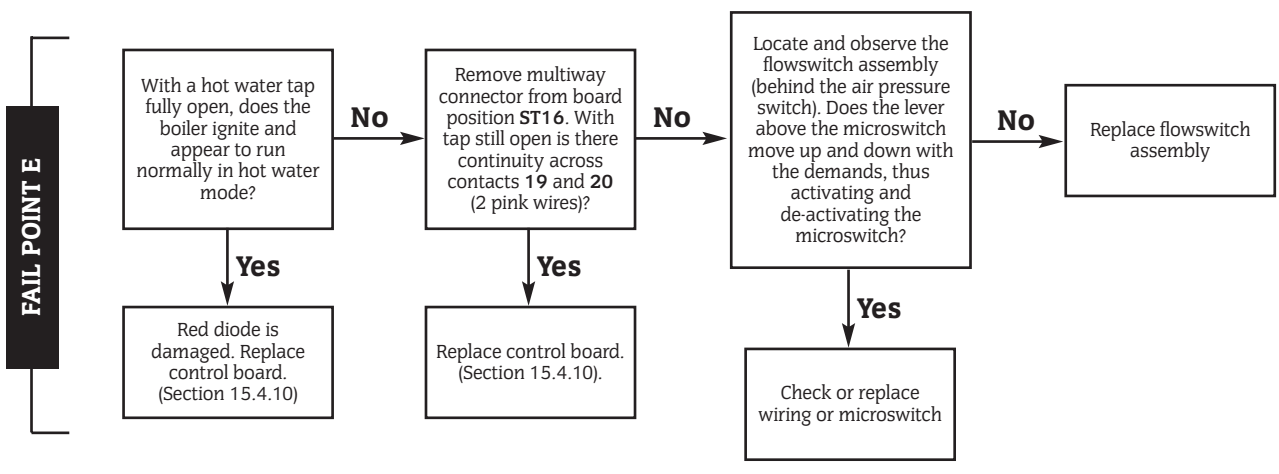 FAIL POINT E
With a hot water tap
fully open, does the
boiler ignite and
appear to run
normally in hot water
mode?
No
Remove multiway
connector from board
position ST16. With
tap still open is there
continuity across
contacts 19 and 20
(2 pink wires)?
No
Locate and observe the
flowswitch assembly
(behind the air pressure
switch). Does the lever
above the microswitch
move up and down with
the demands, thus
activating and
de-activating the
microswitch?
No
Replace flowswitch
assembly
Yes
Red diode is
damaged. Replace
control board.
(Section 15.4.10)
Yes
Replace control board.
(Section 15.4.10).
Yes
Check or replace
wiring or microswitch